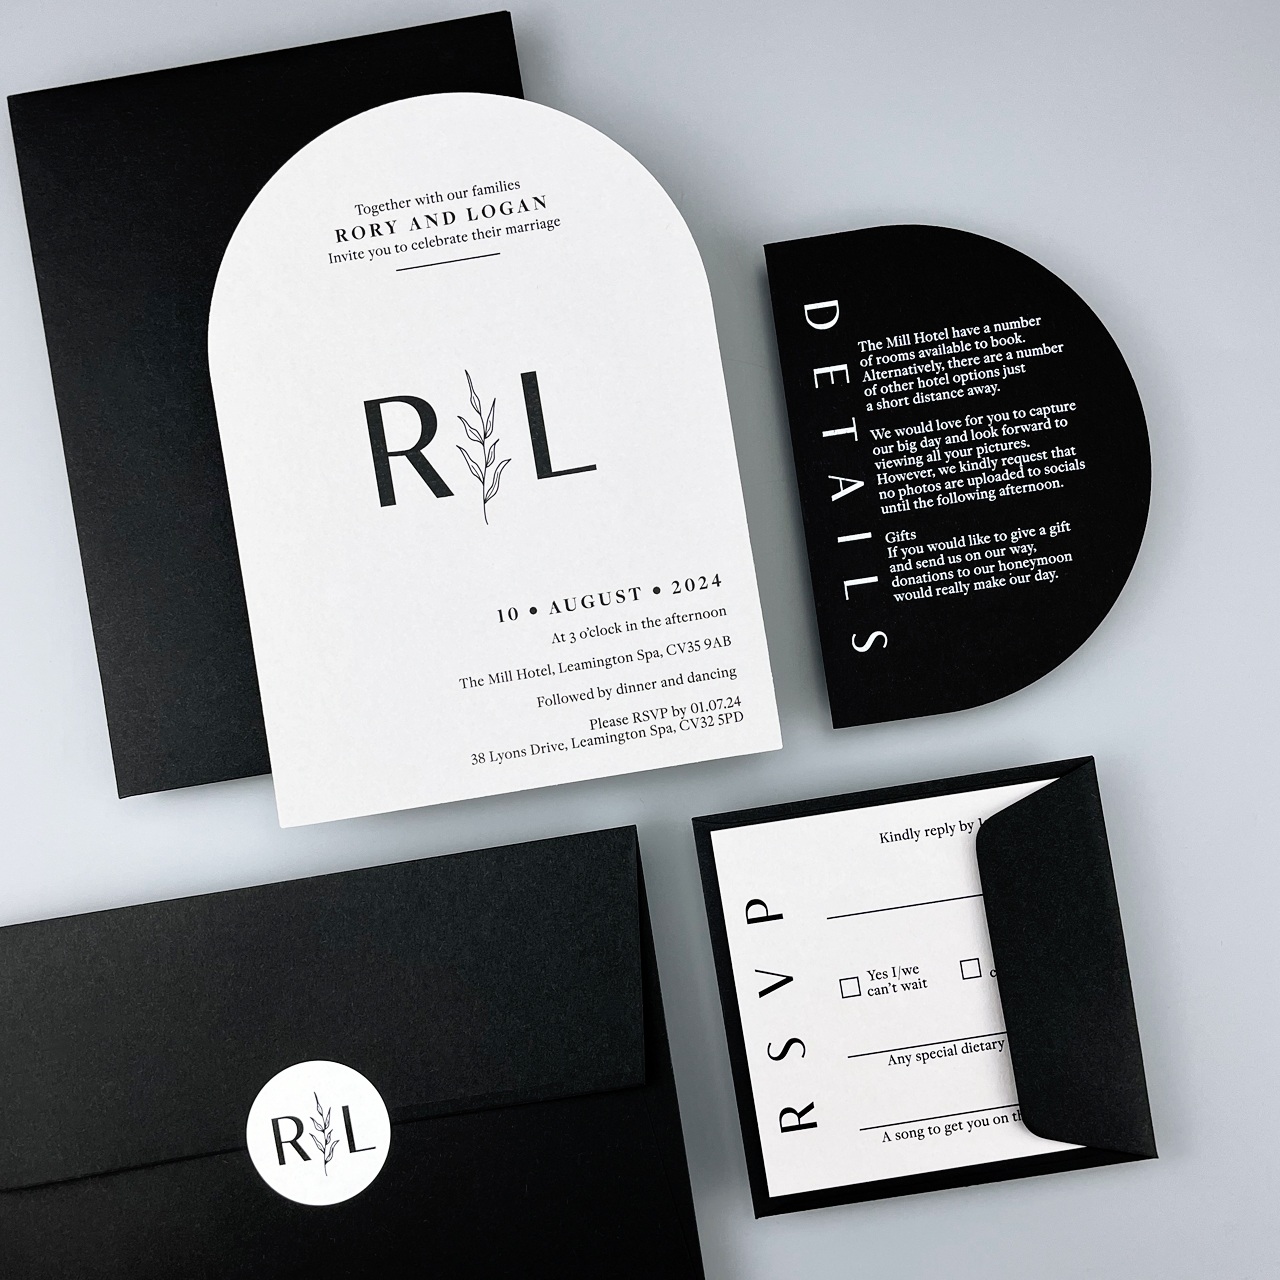 Together with our families
RORY AND LOGAN
Invite you to celebrate their marriage
R L
10 • AUGUST • 2024
At 3 o'clock in the afternoon
The Mill Hotel, Leamington Spa, CV35 9AB
Followed by dinner and dancing
Please RSVP by 01.07.24
38 Lyons Drive, Leamington Spa, CV32 5PD
DETAILS
The Mill Hotel have a number
of rooms available to book.
Alternatively, there are a number
of other hotel options just
a short distance away.
We would love for you to capture
our big day and look forward to
viewing all your pictures.
However, we kindly request that
no photos are uploaded to socials
until the following afternoon.
Gifts
If you would like to give a gift
and send us on our way,
donations to our honeymoon
would really make our day.
R L
RSVP
Kindly reply by
Yes I/we
can't wait
Any special dietary
A song to get you on